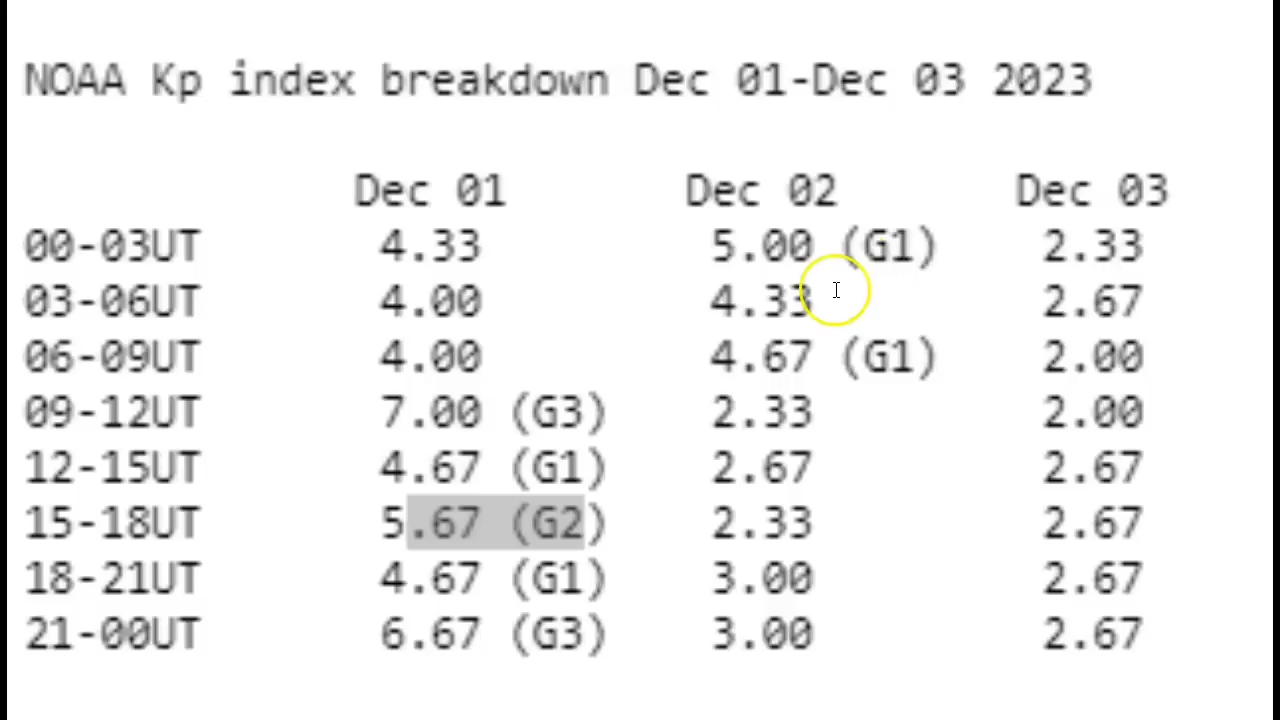 NOAA Kp index breakdown Dec 01-Dec 03 2023
Dec 01 Dec 02 Dec 03
00-03UT 4.33 5.00 (G1) 2.33
03-06UT 4.00 4.33 2.67
06-09UT 4.00 4.67 (G1) 2.00
09-12UT 7.00 (G3) 2.33 2.00
12-15UT 4.67 (G1) 2.67 2.67
15-18UT 5.67 (G2) 2.33 2.67
18-21UT 4.67 (G1) 3.00 2.67
21-00UT 6.67 (G3) 3.00 2.67